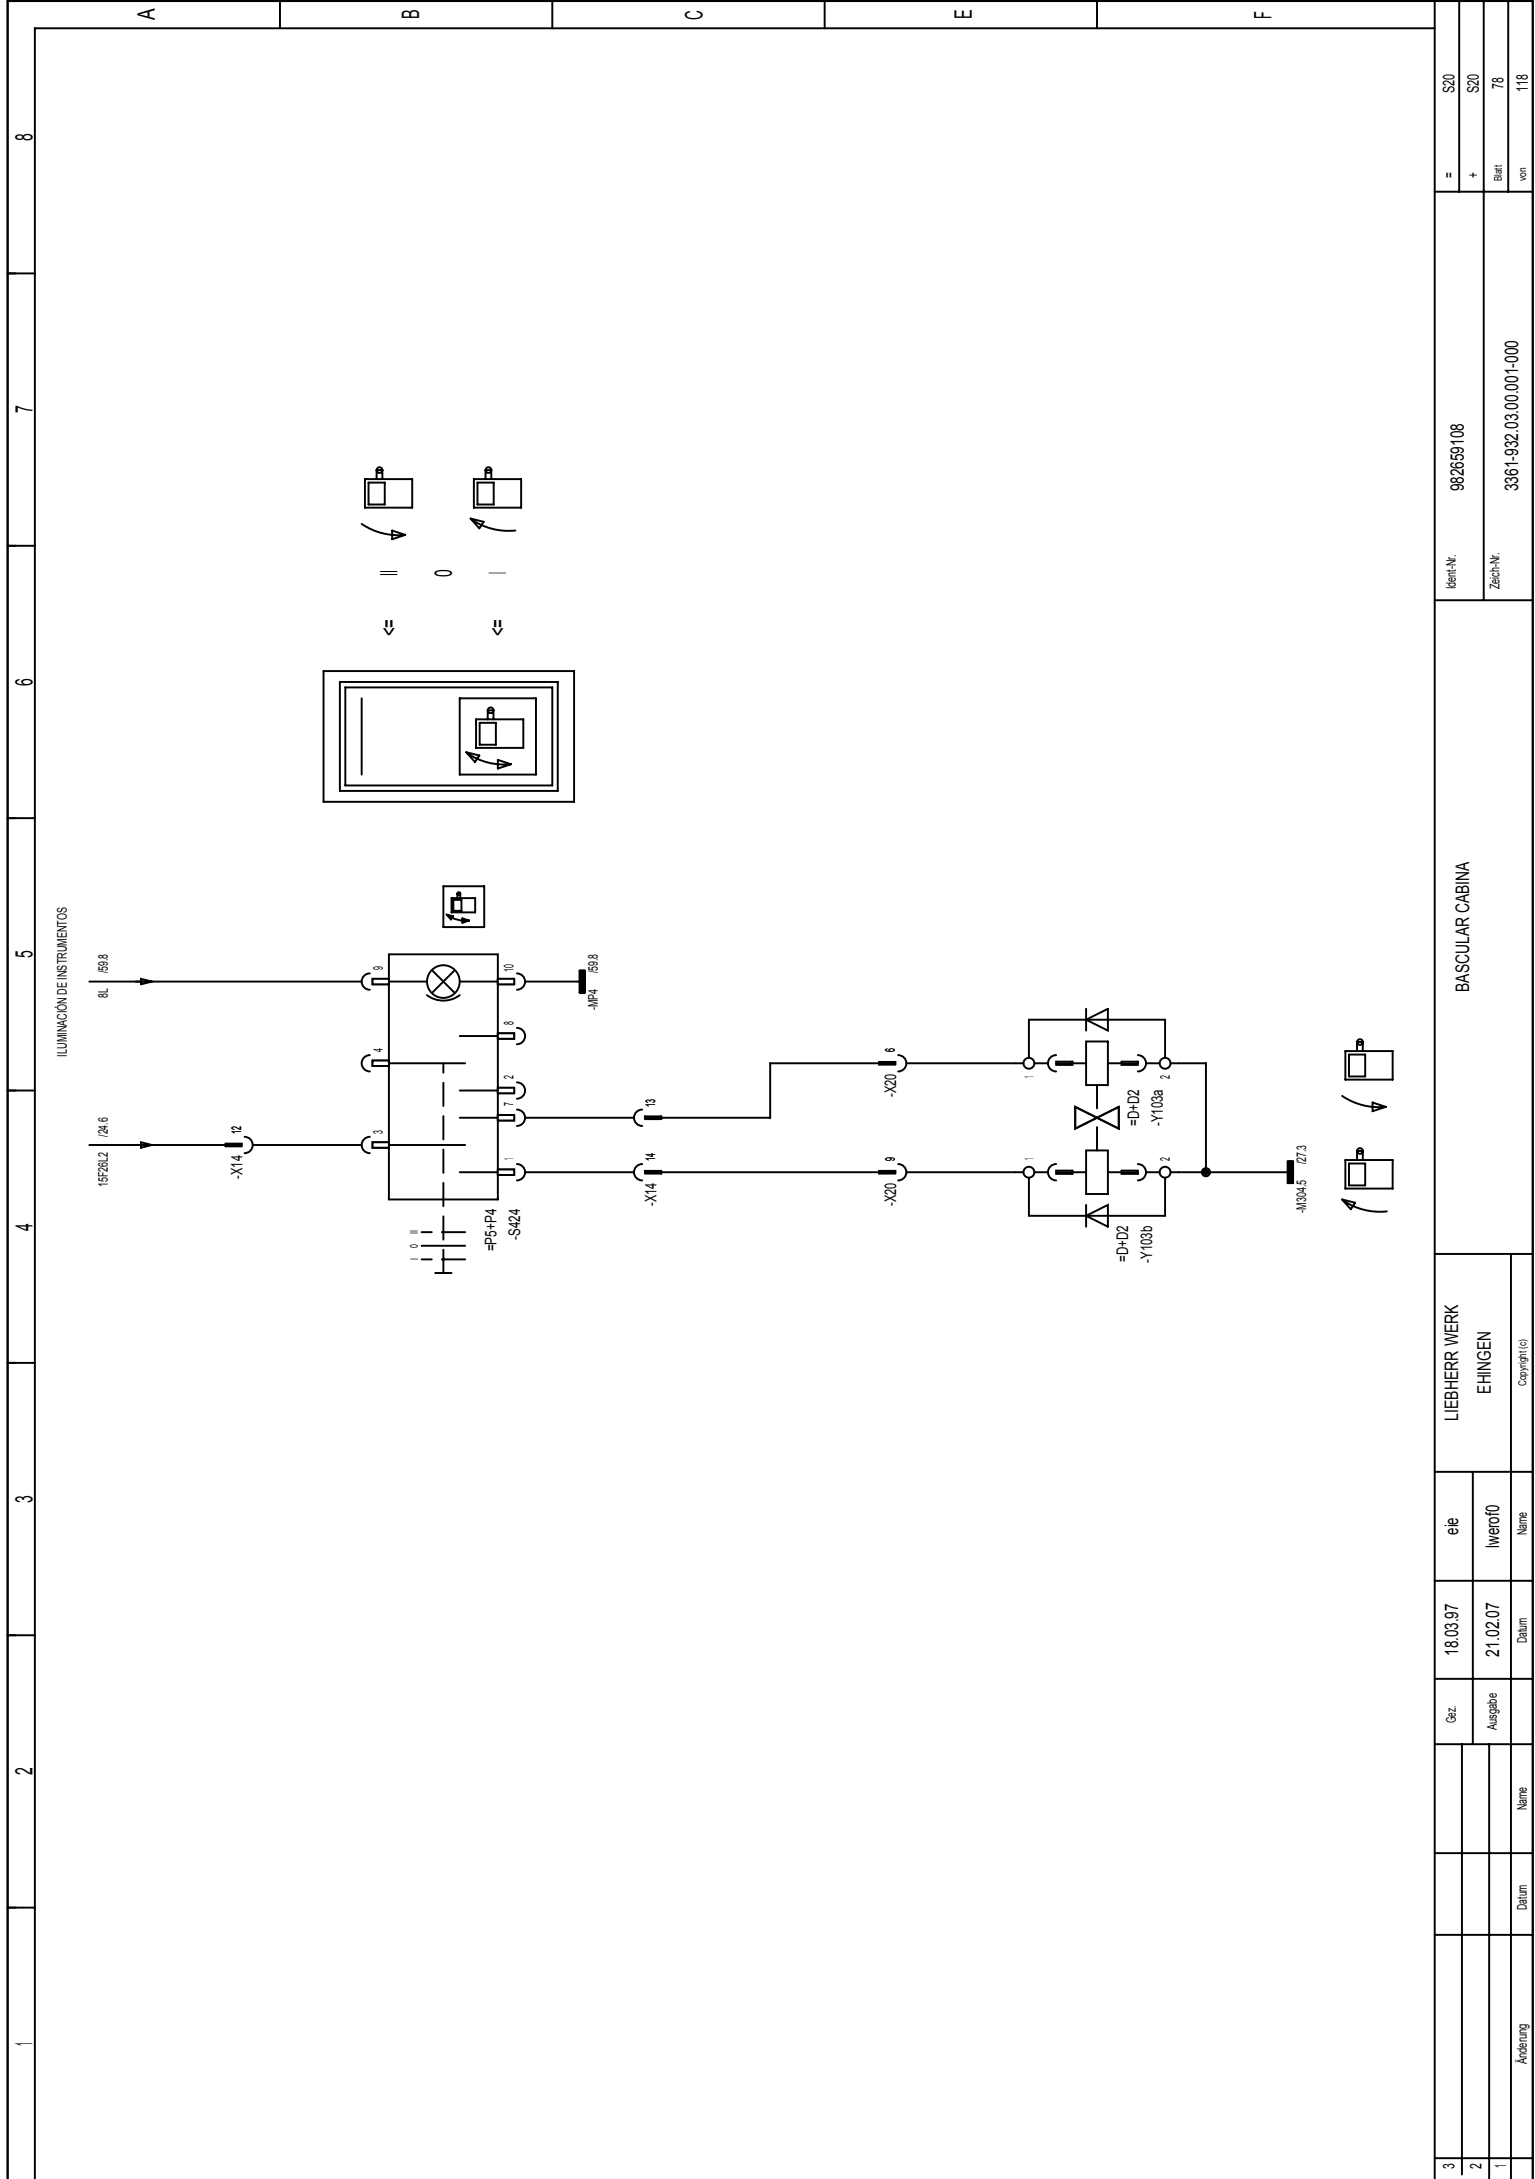 1 2 3 4 5 6 7 8
A
B
C
E
F
ILUMINACIÓN DE INSTRUMENTOS
15F26L2 /24.6
8L /59.8
-X14 12
3 4 9
I 0 II
=P5+P4
-S424
1 7 2 8 10
-MP4 /59.8
<= II
0
<= I
-X14 14
13
-X20 9
-X20 6
1
1
=D+D2
-Y103b
=D+D2
-Y103a
2
2
-M304.5 /27.3
3
2
1
Änderung Datum Name
Gez. 18.03.97 eie
Ausgabe 21.02.07 lwerof0
Datum Name
LIEBHERR WERK
EHINGEN
Copyright (c)
BASCULAR CABINA
Ident-Nr. 982659108
Zeich-Nr. 3361-932.03.00.001-000
= S20
+ S20
Blatt 78
von 118